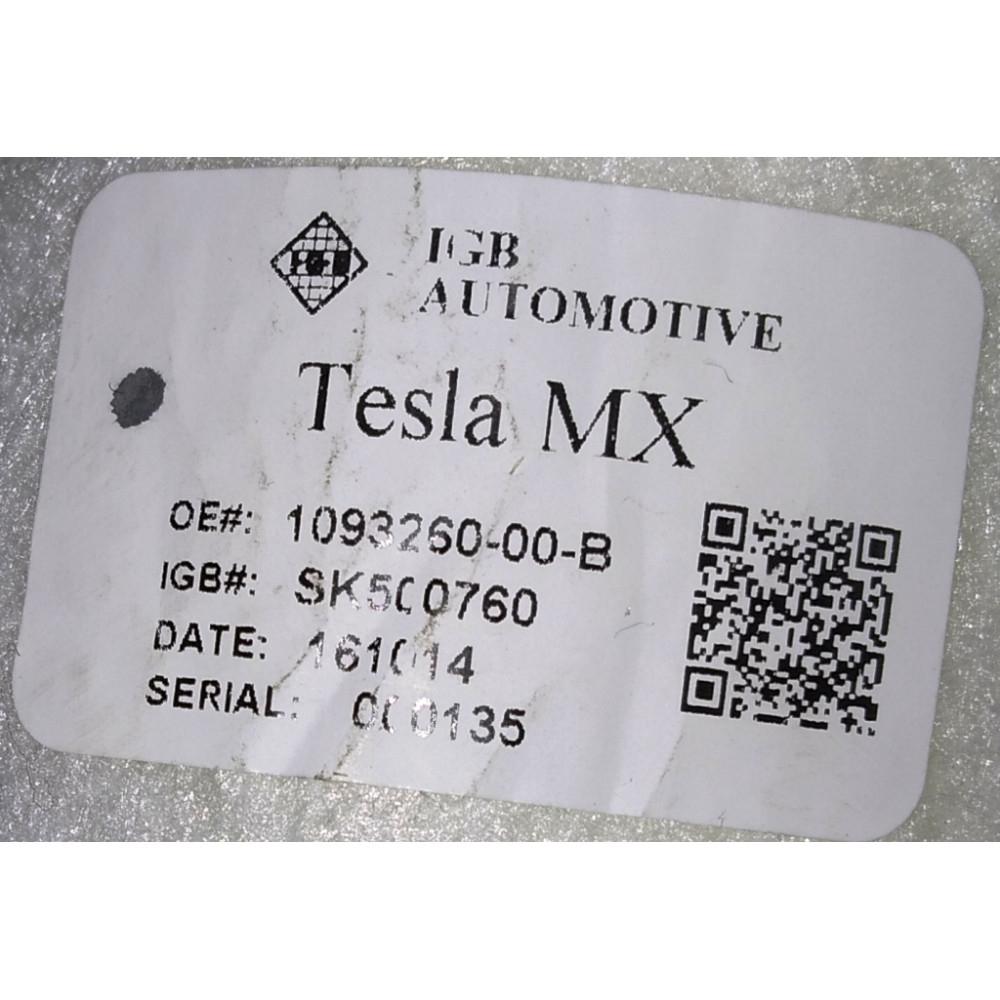 IGB
AUTOMOTIVE
Tesla MX
OE#: 1093260-00-B
IGB#: SK500760
DATE: 161014
SERIAL: 000135